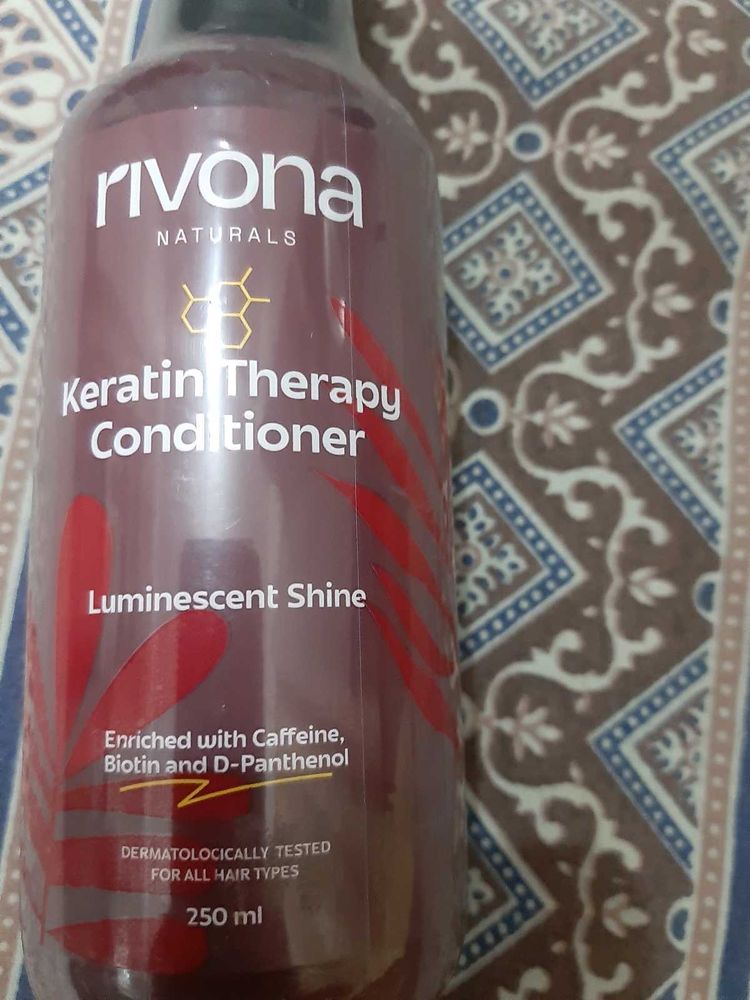 rivona
NATURALS
Keratin Therapy
Conditioner
Luminescent Shine
Enriched with Caffeine,
Biotin and D-Panthenol
DERMATOLOCICALLY TESTED
FOR ALL HAIR TYPES
250 ml